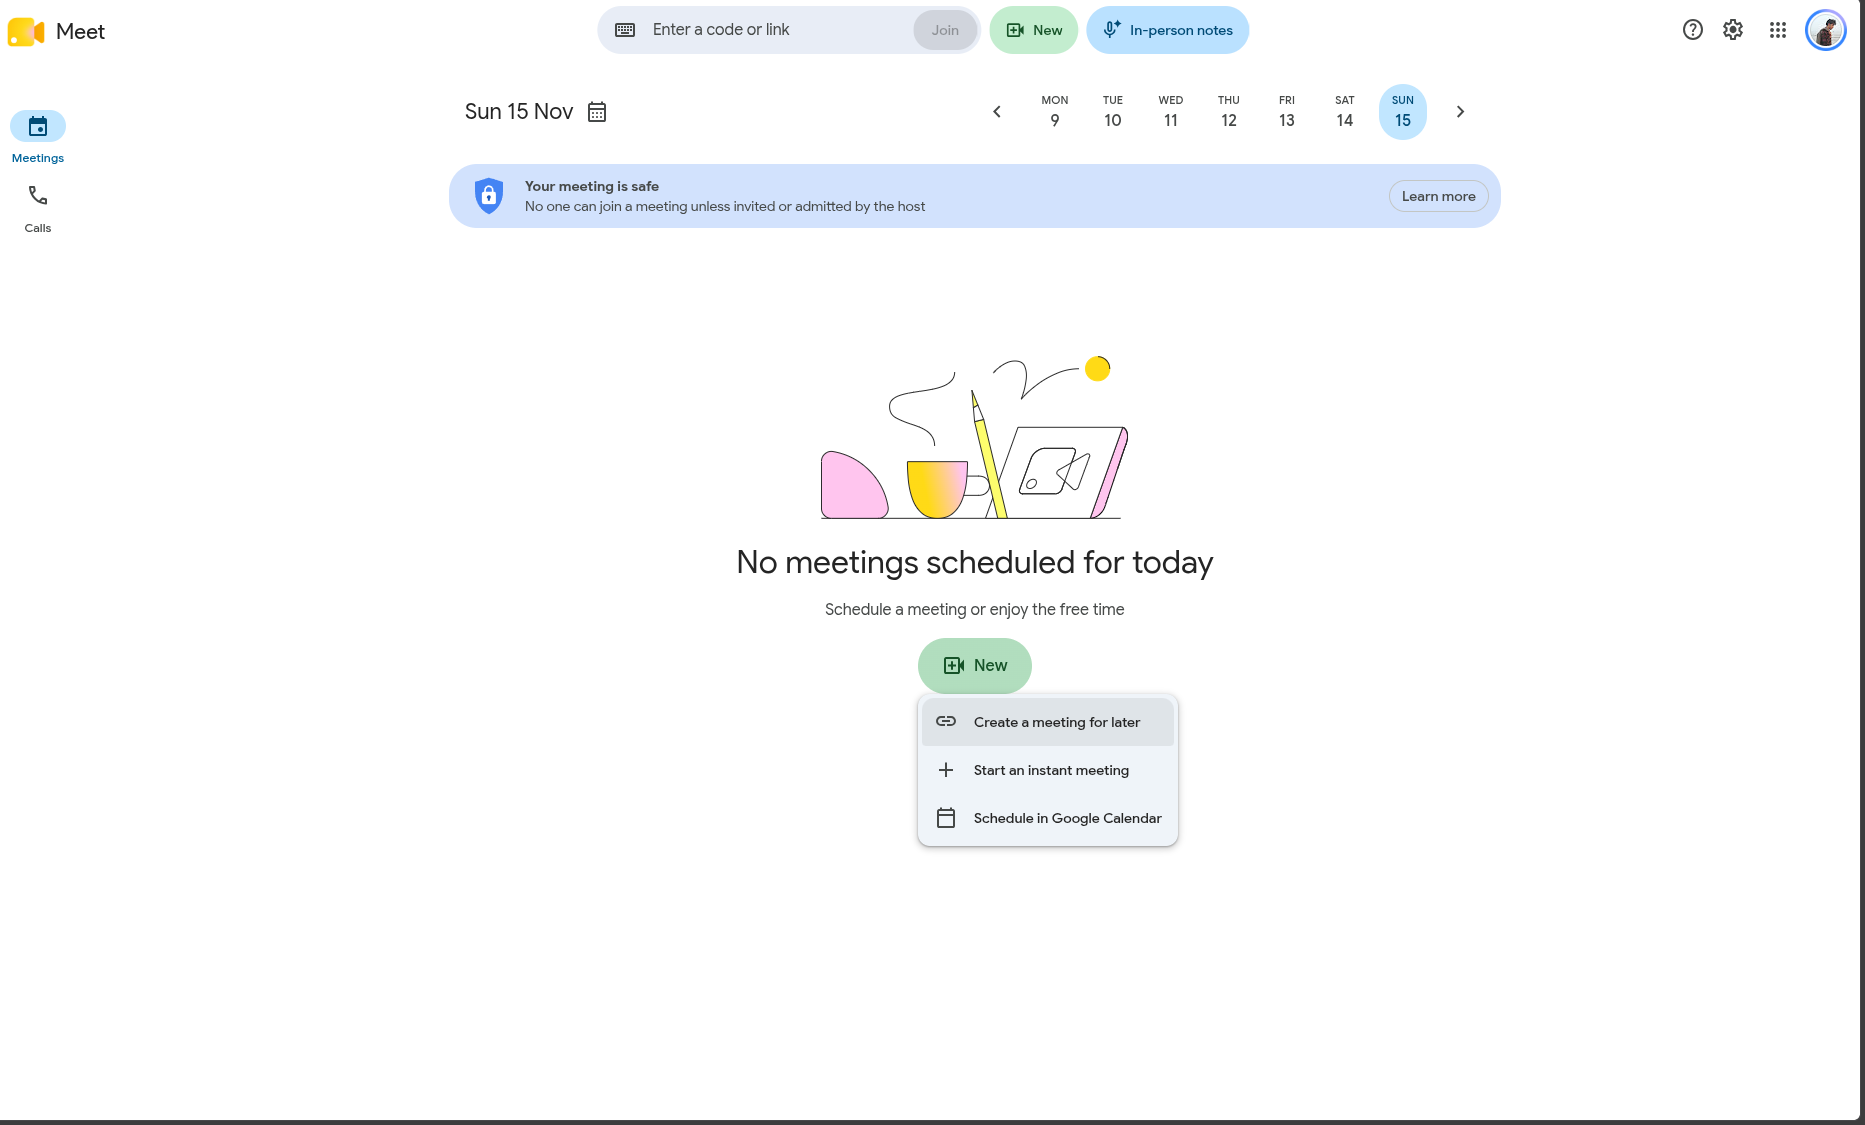 Meet
Enter a code or link
Join
New
In-person notes
Meetings
Calls
Sun 15 Nov
MON
9
TUE
10
WED
11
THU
12
FRI
13
SAT
14
SUN
15
Your meeting is safe
No one can join a meeting unless invited or admitted by the host
Learn more
No meetings scheduled for today
Schedule a meeting or enjoy the free time
New
Create a meeting for later
Start an instant meeting
Schedule in Google Calendar